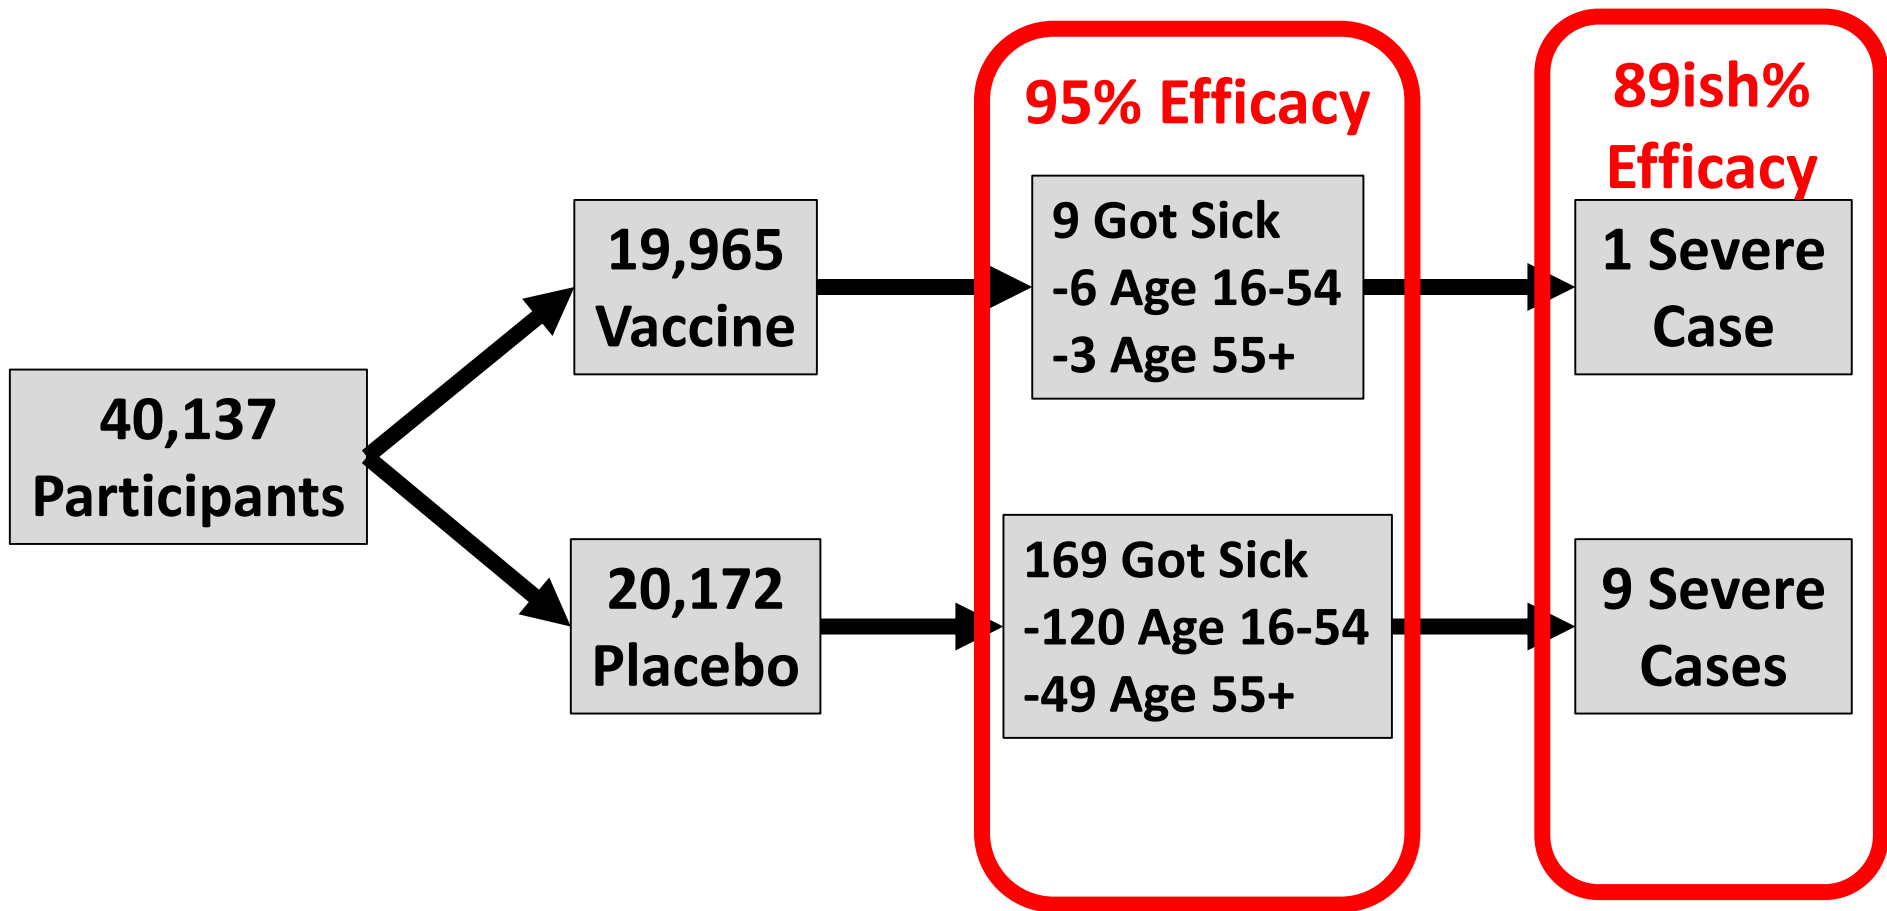 40,137
Participants
19,965
Vaccine
20,172
Placebo
95% Efficacy
9 Got Sick
-6 Age 16-54
-3 Age 55+
169 Got Sick
-120 Age 16-54
-49 Age 55+
89ish%
Efficacy
1 Severe
Case
9 Severe
Cases